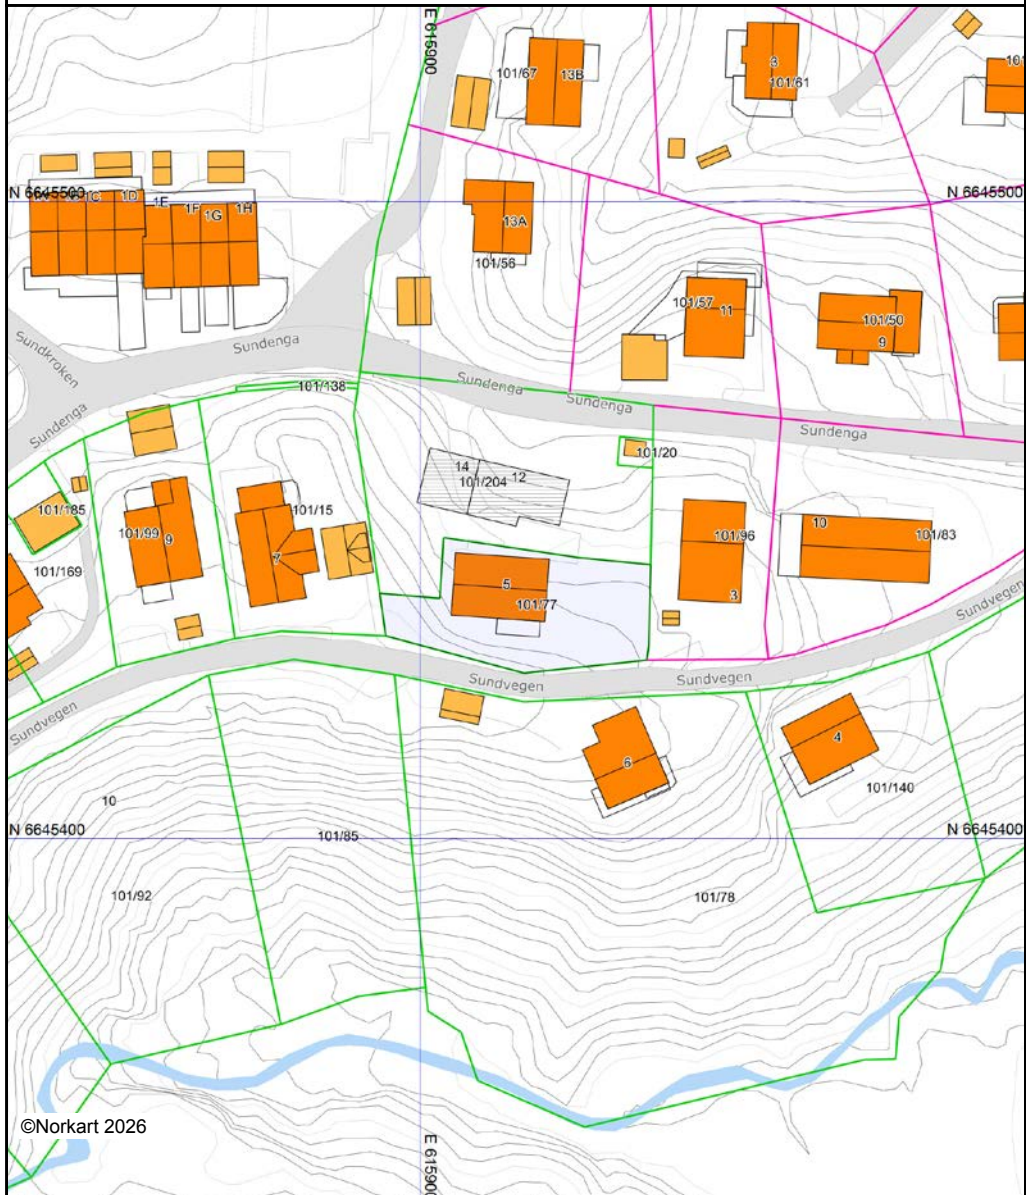 E 615900
101/67
13B
3
101/61
101
N 6645500
1C
1D
1E
1F
1G
1H
N 6645500
13A
101/56
101/57
11
101/50
9
Sundkroken
Sundenga
Sundenga
Sundenga
Sundenga
Sundenga
101/138
101/20
14
101/204
12
101/185
101/99
9
101/15
7
101/96
3
10
101/83
101/169
5
101/77
Sundvegen
Sundvegen
Sundvegen
Sundvegen
6
4
101/140
10
N 6645400
N 6645400
101/85
101/92
101/78
©Norkart 2026
E 615900